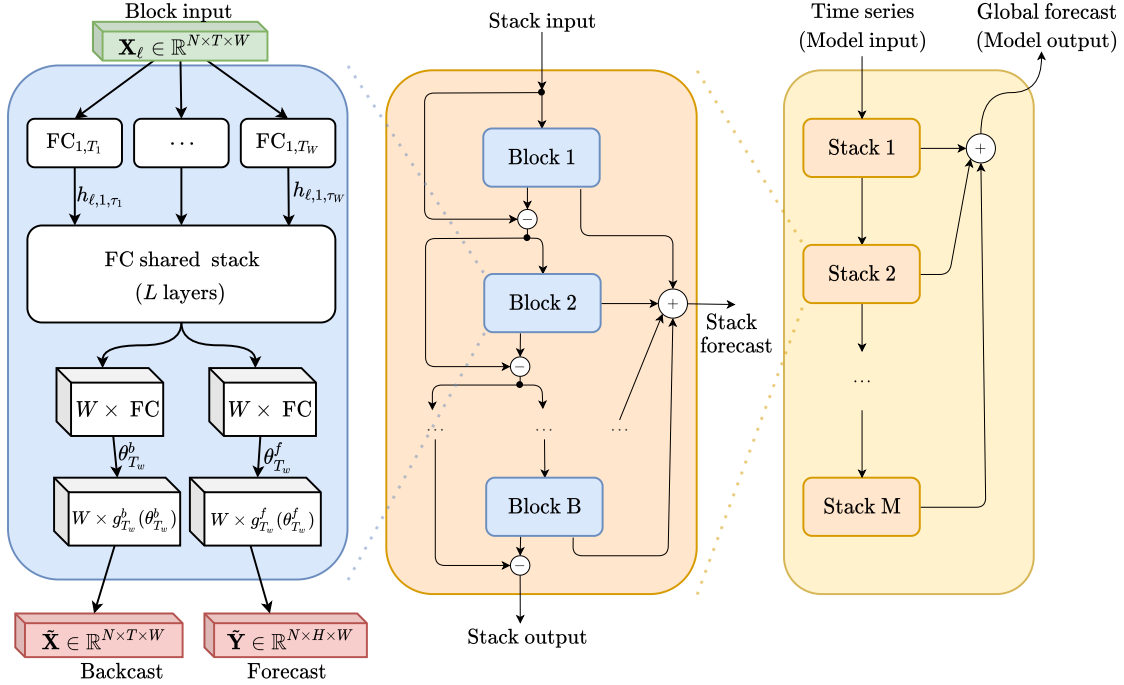 Block input
X_ℓ ∈ ℝ^{N×T×W}
FC_{1,T_1}
...
FC_{1,T_W}
h_{ℓ,1,τ_1}
h_{ℓ,1,τ_W}
FC shared stack
(L layers)
W × FC
W × FC
θ^b_{T_w}
θ^f_{T_w}
W × g^b_{T_w}(θ^b_{T_w})
W × g^f_{T_w}(θ^f_{T_w})
X̃ ∈ ℝ^{N×T×W}
Ỹ ∈ ℝ^{N×H×W}
Backcast
Forecast
Stack input
Block 1
−
Block 2
+
Stack
forecast
−
...
...
...
Block B
−
Stack output
Time series
(Model input)
Global forecast
(Model output)
Stack 1
+
Stack 2
...
Stack M